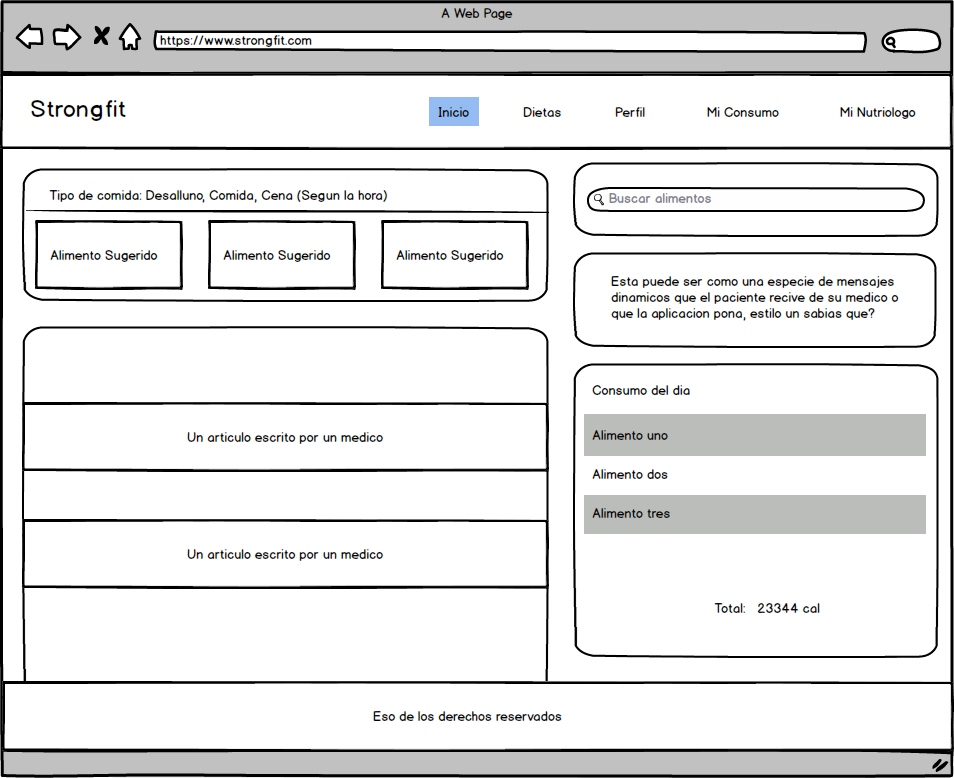 A Web Page
https://www.strongfit.com
Strongfit
Inicio
Dietas
Perfil
Mi Consumo
Mi Nutriologo
Tipo de comida: Desalluno, Comida, Cena (Segun la hora)
Alimento Sugerido
Alimento Sugerido
Alimento Sugerido
Un articulo escrito por un medico
Un articulo escrito por un medico
Buscar alimentos
Esta puede ser como una especie de mensajes
dinamicos que el paciente recive de su medico o
que la aplicacion pona, estilo un sabias que?
Consumo del dia
Alimento uno
Alimento dos
Alimento tres
Total: 23344 cal
Eso de los derechos reservados